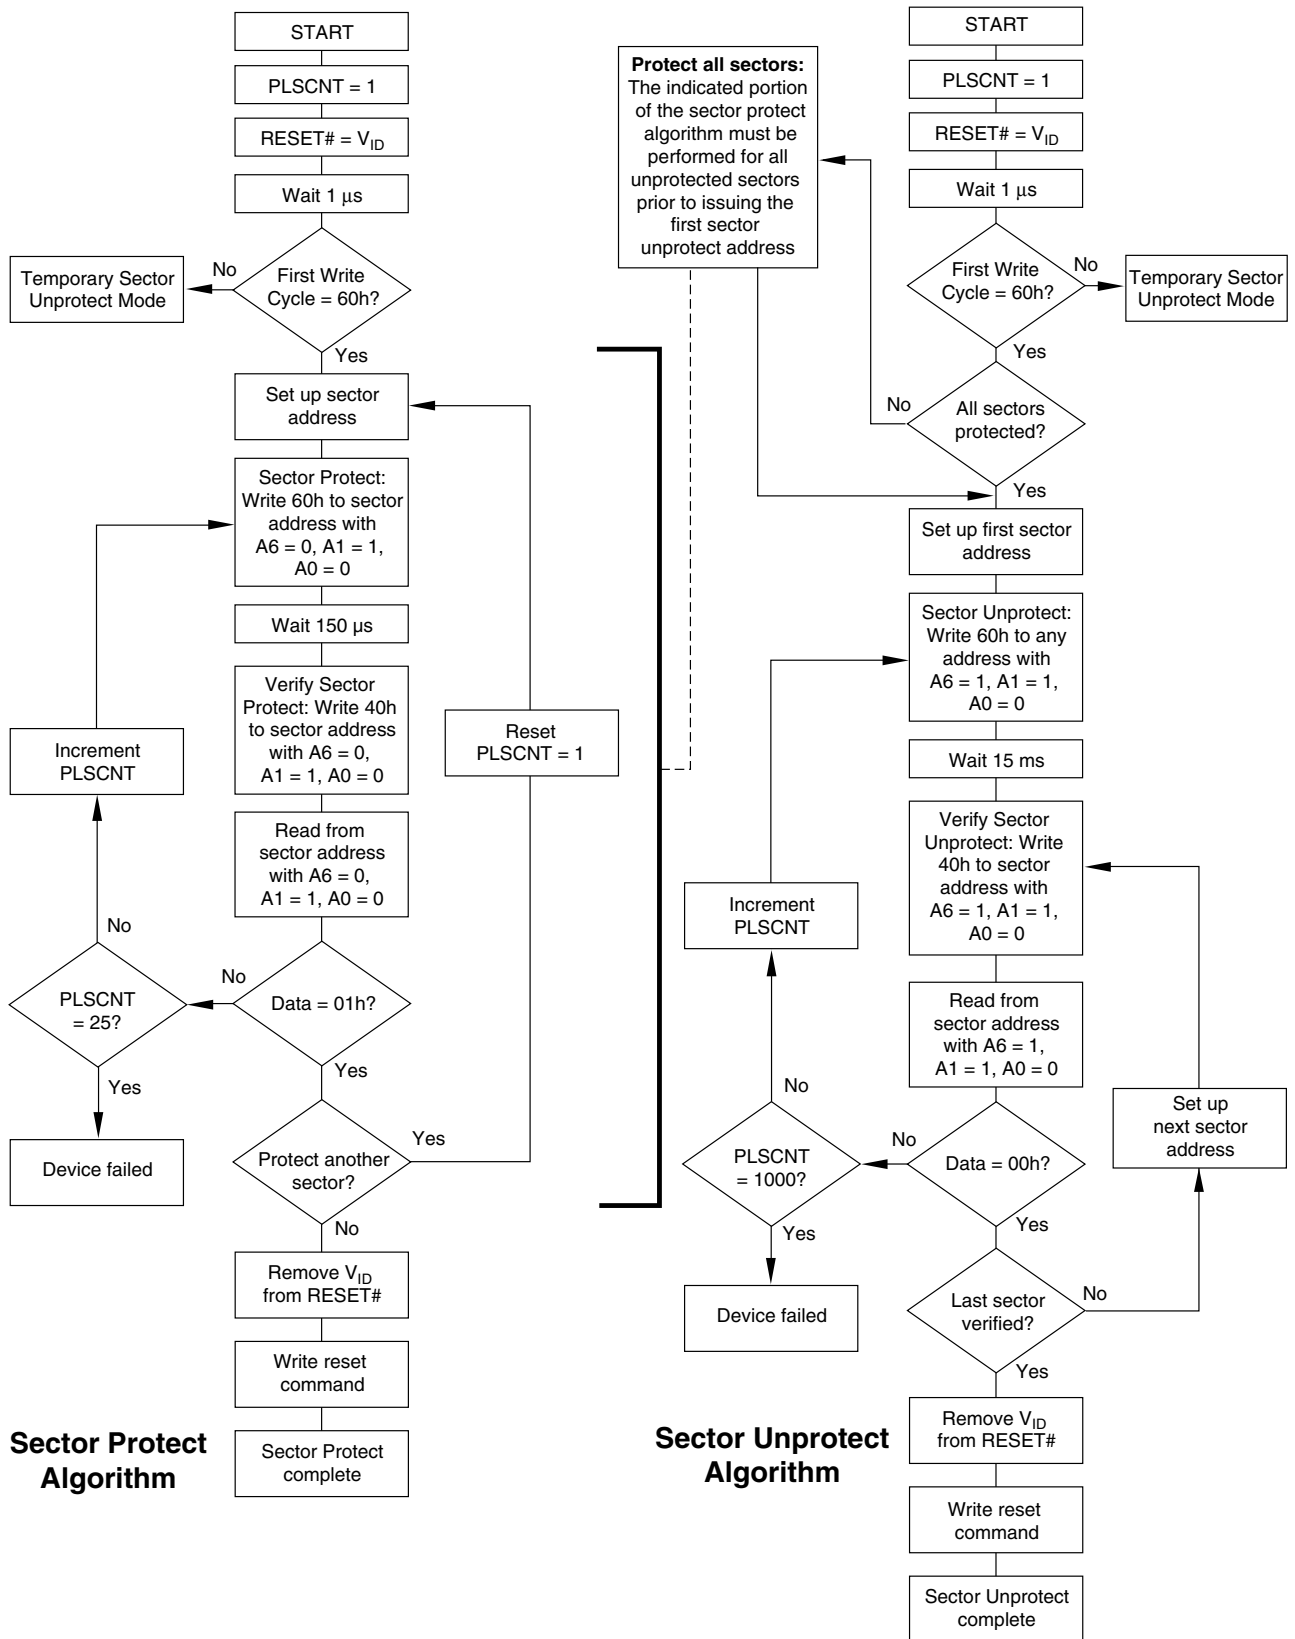 START
PLSCNT = 1
RESET# = VID
Wait 1 μs
First Write
Cycle = 60h?
No
Temporary Sector
Unprotect Mode
Yes
Set up sector
address
Sector Protect:
Write 60h to sector
address with
A6 = 0, A1 = 1,
A0 = 0
Wait 150 µs
Verify Sector
Protect: Write 40h
to sector address
with A6 = 0,
A1 = 1, A0 = 0
Reset
PLSCNT = 1
Increment
PLSCNT
Read from
sector address
with A6 = 0,
A1 = 1, A0 = 0
No
No
Data = 01h?
PLSCNT
= 25?
Yes
Yes
Device failed
Protect another
sector?
Yes
No
Remove VID
from RESET#
Write reset
command
Sector Protect
complete
Sector Protect
Algorithm
Protect all sectors:
The indicated portion
of the sector protect
algorithm must be
performed for all
unprotected sectors
prior to issuing the
first sector
unprotect address
START
PLSCNT = 1
RESET# = VID
Wait 1 μs
First Write
Cycle = 60h?
No
Temporary Sector
Unprotect Mode
Yes
No
All sectors
protected?
Yes
Set up first sector
address
Sector Unprotect:
Write 60h to any
address with
A6 = 1, A1 = 1,
A0 = 0
Wait 15 ms
Verify Sector
Unprotect: Write
40h to sector
address with
A6 = 1, A1 = 1,
A0 = 0
Increment
PLSCNT
Read from
sector address
with A6 = 1,
A1 = 1, A0 = 0
No
Set up
next sector
address
No
Data = 00h?
PLSCNT
= 1000?
Yes
Yes
Device failed
Last sector
verified?
No
Yes
Remove VID
from RESET#
Write reset
command
Sector Unprotect
complete
Sector Unprotect
Algorithm